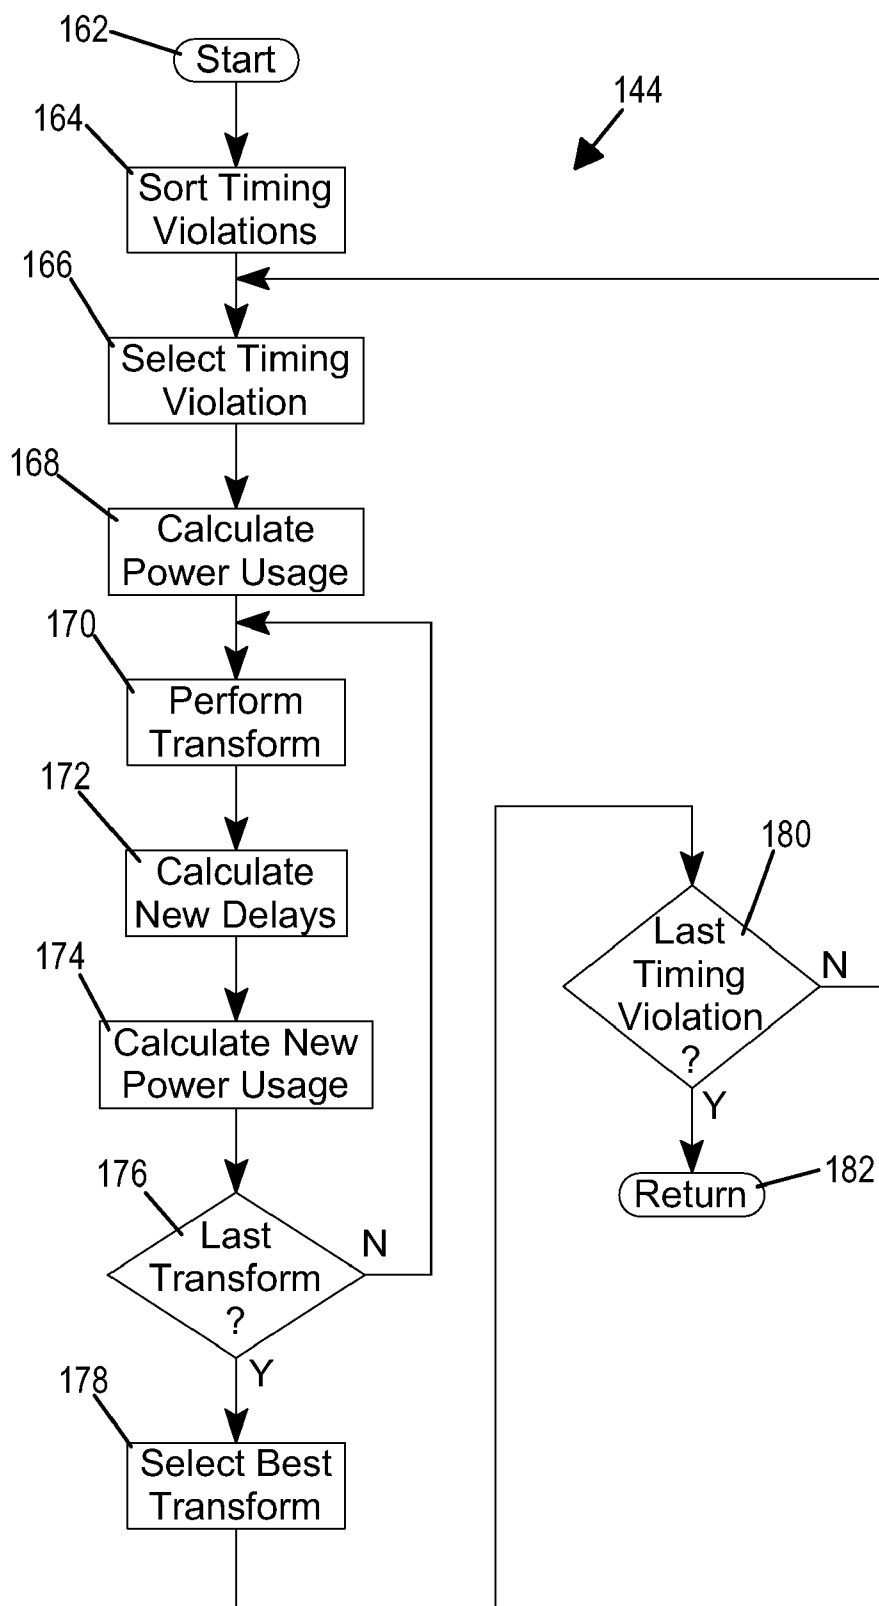 162
Start
144
164
Sort Timing
Violations
166
Select Timing
Violation
168
Calculate
Power Usage
170
Perform
Transform
172
Calculate
New Delays
174
Calculate New
Power Usage
176
Last
Transform
?
N
Y
178
Select Best
Transform
180
Last
Timing
Violation
?
N
Y
182
Return